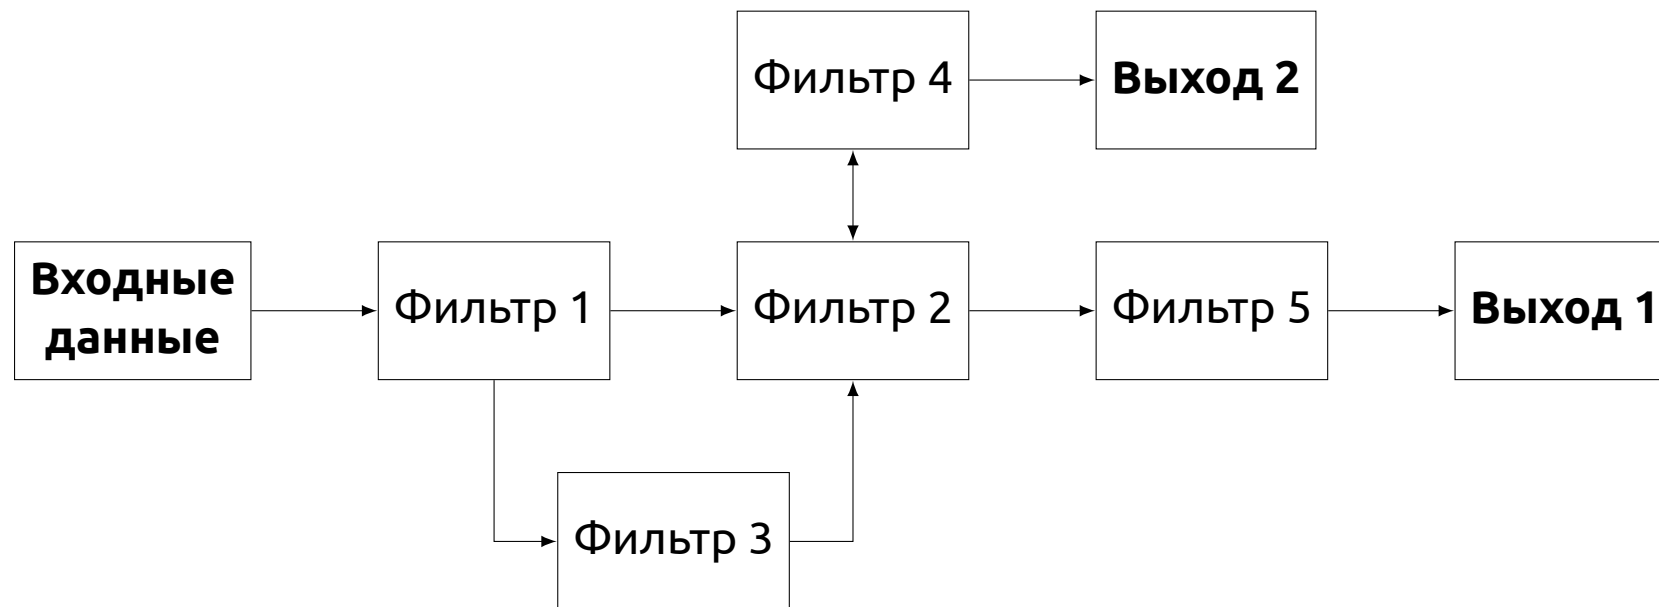 Фильтр 4
Выход 2
Входные
данные
Фильтр 1
Фильтр 2
Фильтр 5
Выход 1
Фильтр 3